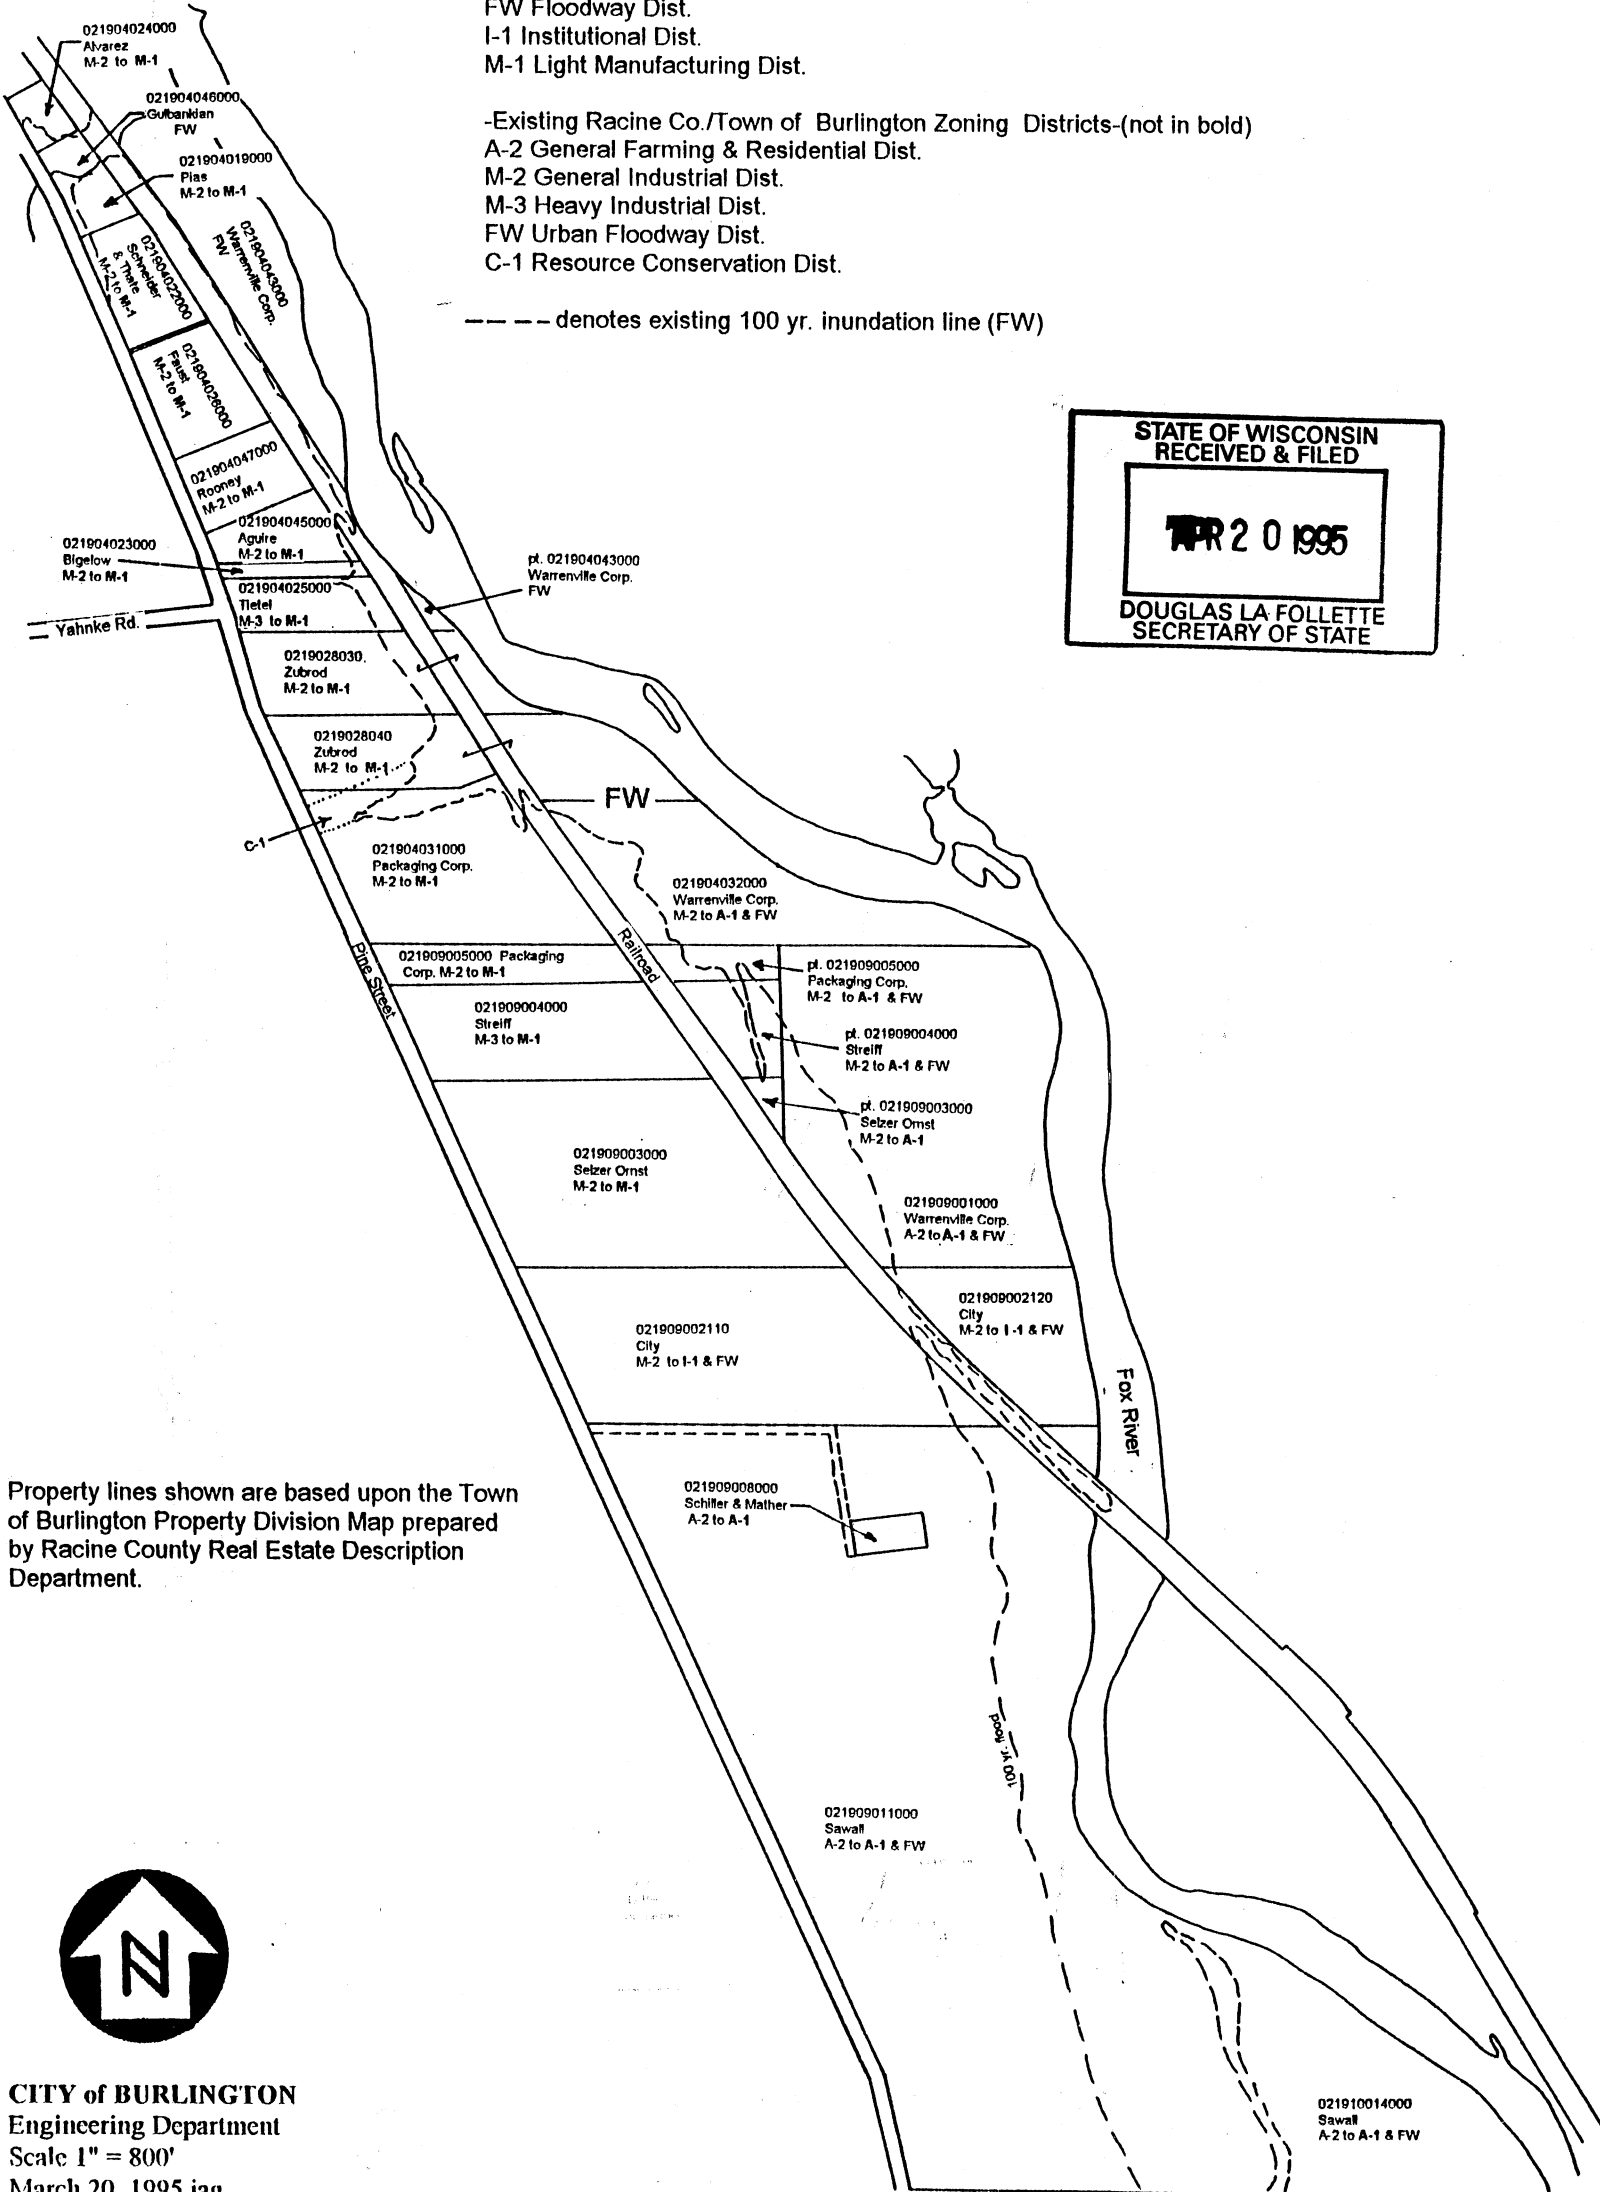 FW Floodway Dist.
I-1 Institutional Dist.
M-1 Light Manufacturing Dist.
-Existing Racine Co./Town of Burlington Zoning Districts-(not in bold)
A-2 General Farming & Residential Dist.
M-2 General Industrial Dist.
M-3 Heavy Industrial Dist.
FW Urban Floodway Dist.
C-1 Resource Conservation Dist.
---- denotes existing 100 yr. inundation line (FW)
021904024000
Alvarez
M-2 to M-1
021904046000
Gulbankian
FW
021904019000
Pias
M-2 to M-1
021904043000
Warrenville Corp.
FW
021904022000
Schneider
& Thate
M-2 to M-1
021904026000
Faust
M-2 to M-1
021904047000
Rooney
M-2 to M-1
021904045000
Aguire
M-2 to M-1
021904023000
Bigelow
M-2 to M-1
021904025000
Tietel
M-3 to M-1
Yahnke Rd.
pt. 021904043000
Warrenville Corp.
FW
0219028030
Zubrod
M-2 to M-1
0219028040
Zubrod
M-2 to M-1
FW
C-1
021904031000
Packaging Corp.
M-2 to M-1
021904032000
Warrenville Corp.
M-2 to A-1 & FW
Railroad
Pine Street
021909005000 Packaging
Corp. M-2 to M-1
pt. 021909005000
Packaging Corp.
M-2 to A-1 & FW
021909004000
Streiff
M-3 to M-1
pt. 021909004000
Streiff
M-2 to A-1 & FW
pt. 021909003000
Selzer Ornst
M-2 to A-1
021909003000
Selzer Ornst
M-2 to M-1
021909001000
Warrenville Corp.
A-2 to A-1 & FW
021909002120
City
M-2 to I-1 & FW
021909002110
City
M-2 to I-1 & FW
Fox River
021909008000
Schiller & Mather
A-2 to A-1
100 yr. flood
021909011000
Sawall
A-2 to A-1 & FW
021910014000
Sawall
A-2 to A-1 & FW
STATE OF WISCONSIN
RECEIVED & FILED
APR 20 1995
DOUGLAS LA FOLLETTE
SECRETARY OF STATE
Property lines shown are based upon the Town
of Burlington Property Division Map prepared
by Racine County Real Estate Description
Department.
N
CITY of BURLINGTON
Engineering Department
Scale 1" = 800'
March 20, 1995 jag